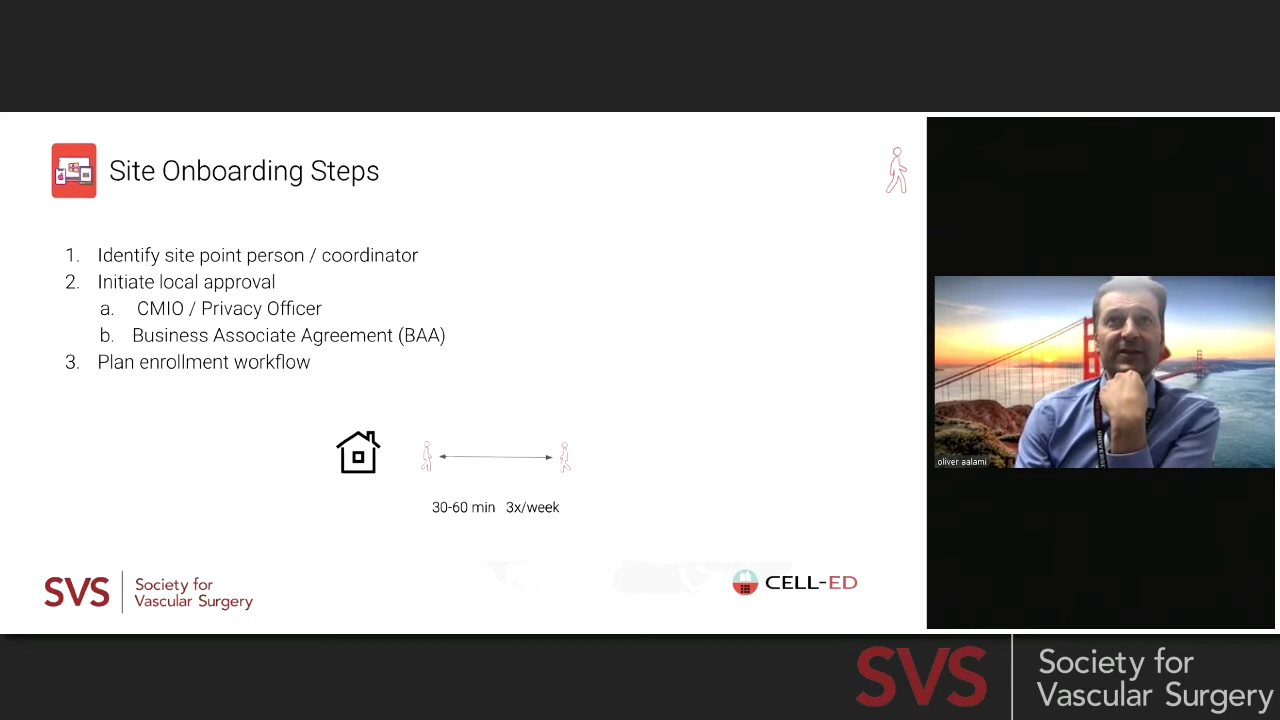 Site Onboarding Steps
1. Identify site point person / coordinator
2. Initiate local approval
a. CMIO / Privacy Officer
b. Business Associate Agreement (BAA)
3. Plan enrollment workflow
30-60 min 3x/week
SVS
Society for
Vascular Surgery
CELL-ED
oliver aalami
SVS
Society for
Vascular Surgery